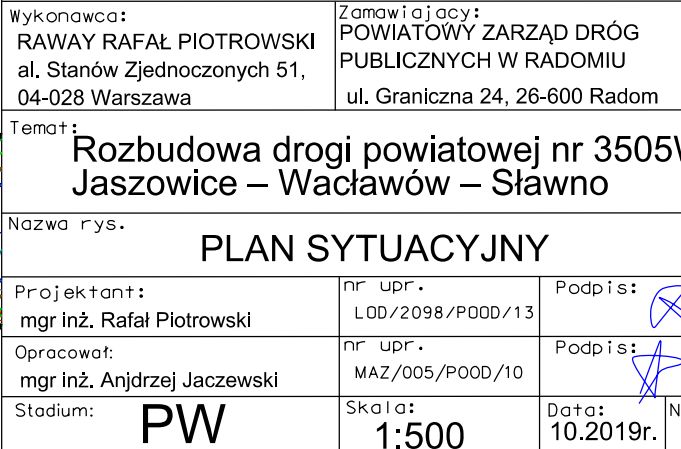 Wykonawca:
RAWAY RAFAŁ PIOTROWSKI
al. Stanów Zjednoczonych 51,
04-028 Warszawa
Zamawiający:
POWIATOWY ZARZĄD DRÓG
PUBLICZNYCH W RADOMIU
ul. Graniczna 24, 26-600 Radom
Temat:
Rozbudowa drogi powiatowej nr 3505W
Jaszowice – Wacławów – Sławno
Nazwa rys.
PLAN SYTUACYJNY
Projektant:
mgr inż. Rafał Piotrowski
nr upr.
LOD/2098/POOD/13
Podpis:
Opracował:
mgr inż. Anjdrzej Jaczewski
nr upr.
MAZ/005/POOD/10
Podpis:
Stadium:
PW
Skala:
1:500
Data:
10.2019r.